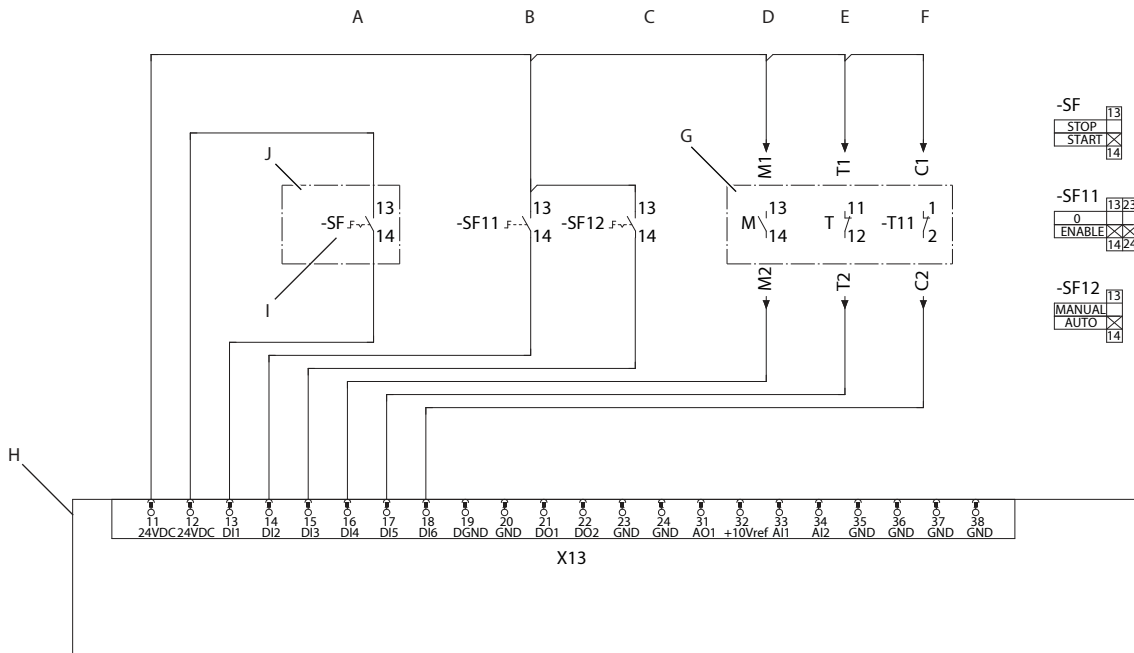 A B C D E F
-SF 13
STOP
START
14
-SF11 13 23
0
ENABLE
14 24
-SF12 13
MANUAL
AUTO
14
G
J
M1 T1 C1
-SF 13
14
-SF11 13
14
-SF12 13
14
M 13
14
T 11
12
-T11 1
2
M2 T2 C2
I
H
11 12 13 14 15 16 17 18 19 20 21 22 23 24 31 32 33 34 35 36 37 38
24VDC 24VDC DI1 DI2 DI3 DI4 DI5 DI6 DGND GND DO1 DO2 GND GND AO1 +10Vref AI1 AI2 GND GND GND GND
X13